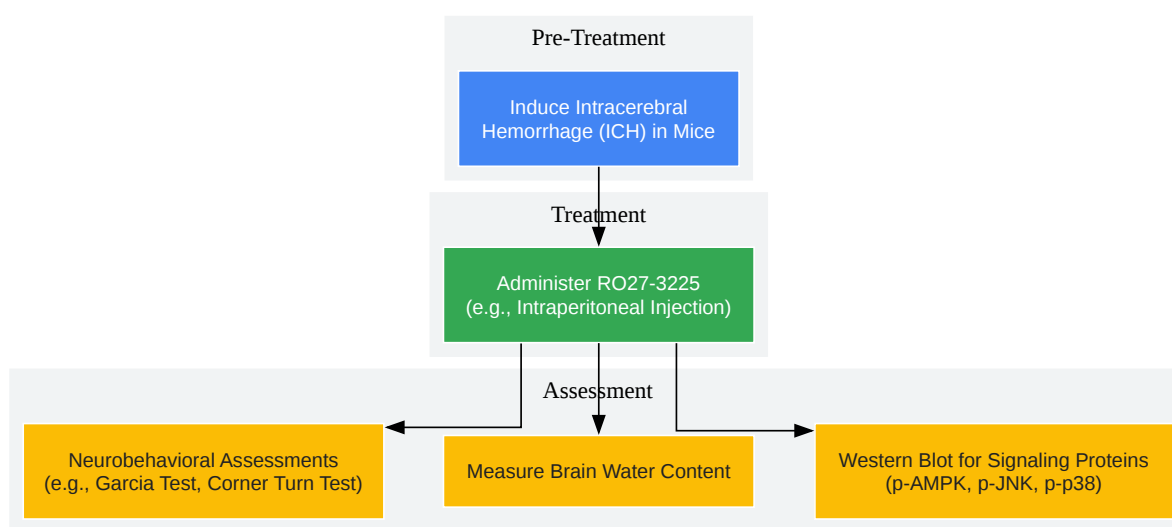 Pre-Treatment
Induce Intracerebral
Hemorrhage (ICH) in Mice
Treatment
Administer RO27-3225
(e.g., Intraperitoneal Injection)
Assessment
Neurobehavioral Assessments
(e.g., Garcia Test, Corner Turn Test)
Measure Brain Water Content
Western Blot for Signaling Proteins
(p-AMPK, p-JNK, p-p38)